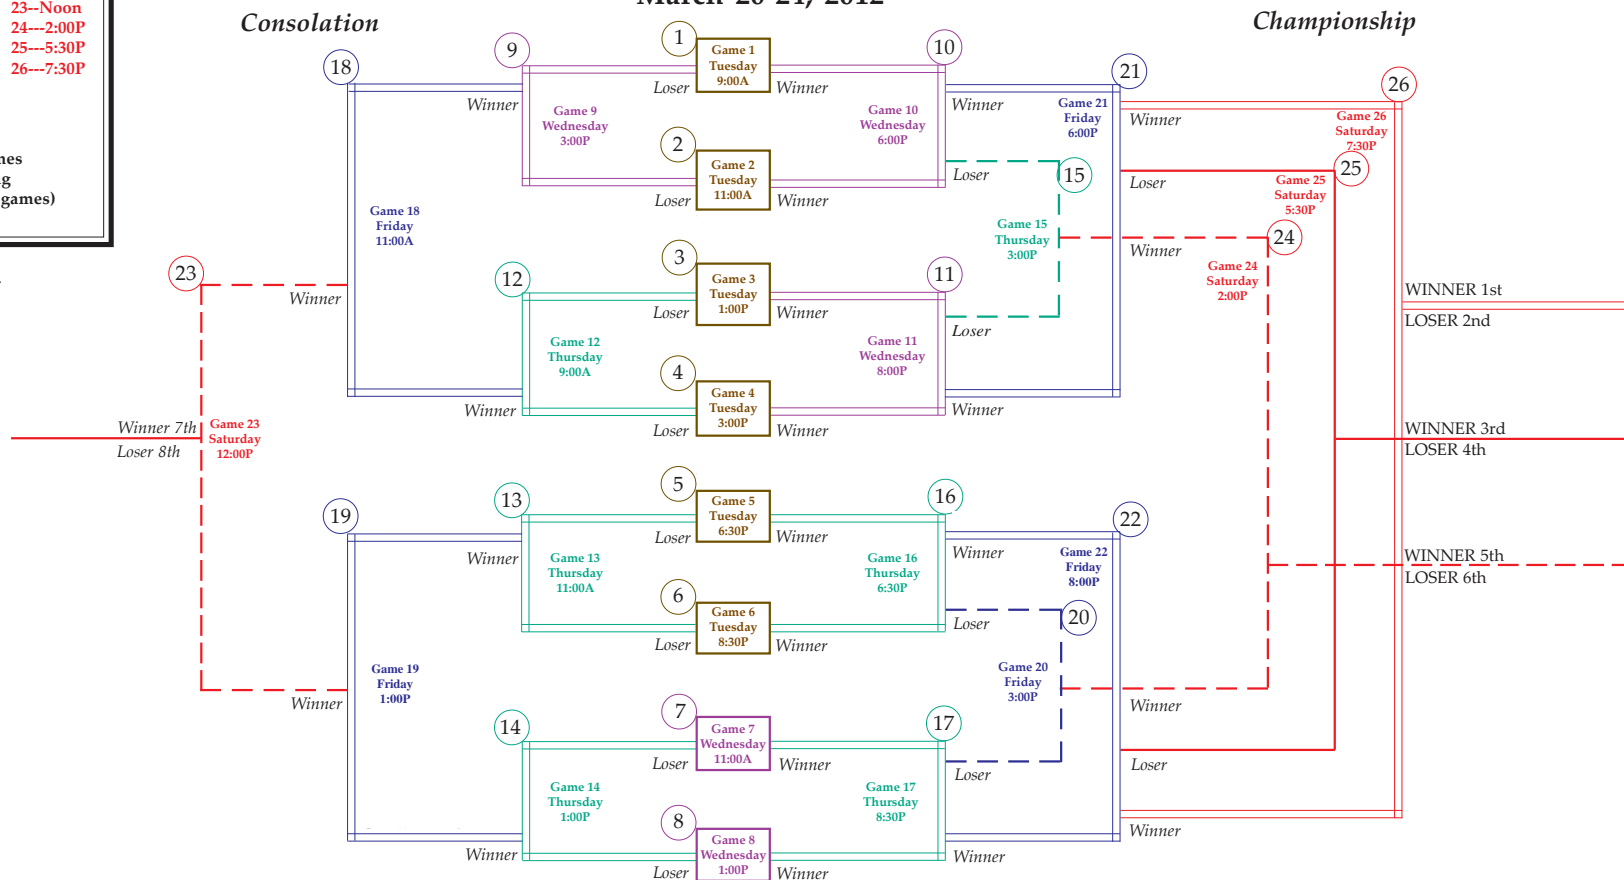 March 20-24, 2012
Consolation
Championship
23--Noon
24---2:00P
25---5:30P
26---7:30P
games)
18
9
1
Game 1
Tuesday
9:00A
10
21
26
Loser
Winner
Winner
Winner
Winner
Game 9
Wednesday
3:00P
Game 10
Wednesday
6:00P
Game 21
Friday
6:00P
Game 26
Saturday
7:30P
2
Game 2
Tuesday
11:00A
Loser
Winner
Loser
15
Loser
25
Game 25
Saturday
5:30P
Game 18
Friday
11:00A
Game 15
Thursday
3:00P
24
Winner
Game 24
Saturday
2:00P
23
Winner
12
3
Game 3
Tuesday
1:00P
11
Loser
Winner
Loser
WINNER 1st
LOSER 2nd
Game 12
Thursday
9:00A
Game 11
Wednesday
8:00P
4
Game 4
Tuesday
3:00P
Winner
Loser
Winner
Winner
Winner 7th
Loser 8th
Game 23
Saturday
12:00P
WINNER 3rd
LOSER 4th
19
13
5
Game 5
Tuesday
6:30P
16
22
Winner
Loser
Winner
Winner
Game 13
Thursday
11:00A
Game 16
Thursday
6:30P
Game 22
Friday
8:00P
WINNER 5th
LOSER 6th
6
Game 6
Tuesday
8:30P
Loser
Winner
Loser
20
Game 19
Friday
1:00P
Game 20
Friday
3:00P
Winner
Winner
14
7
Game 7
Wednesday
11:00A
17
Loser
Winner
Loser
Loser
Game 14
Thursday
1:00P
Game 17
Thursday
8:30P
8
Game 8
Wednesday
1:00P
Winner
Loser
Winner
Winner
Winner